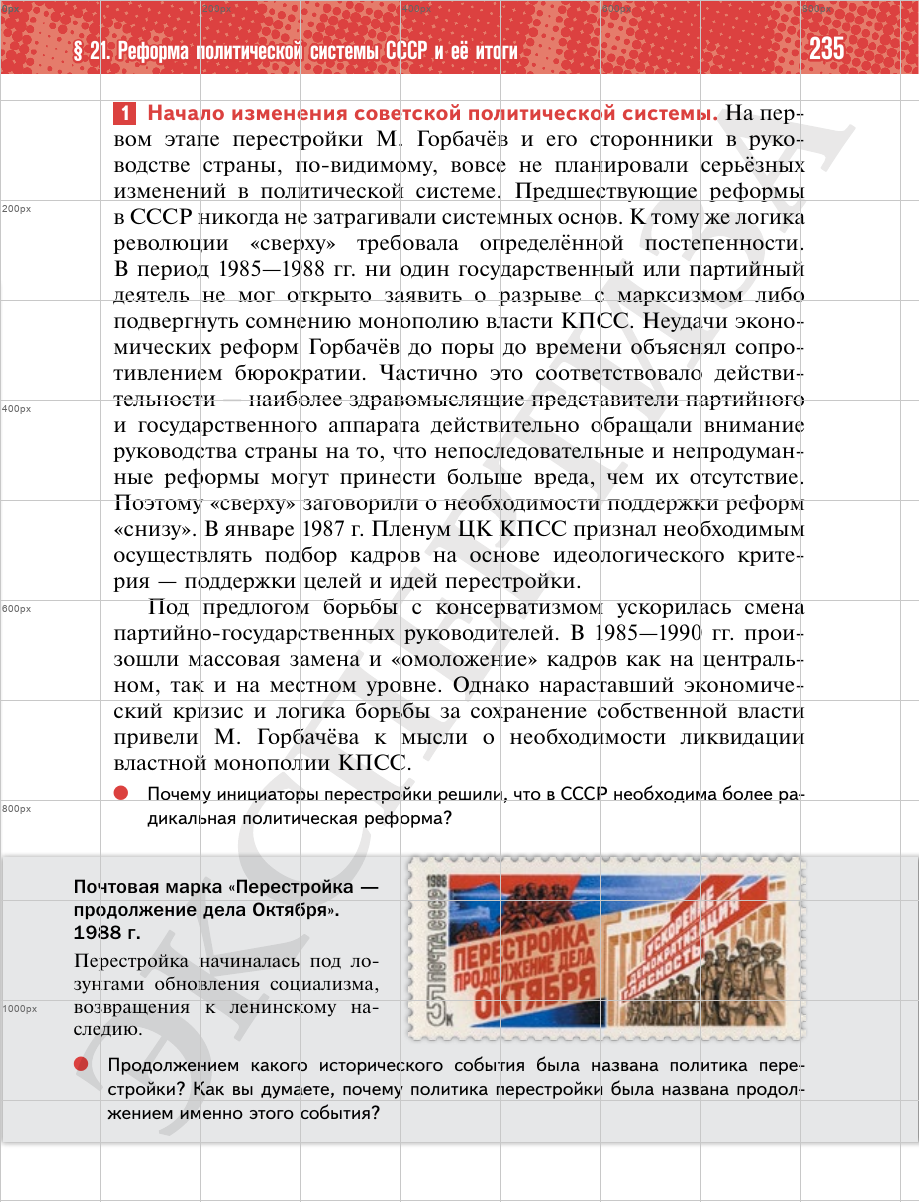 § 21. Реформа политической системы СССР и её итоги
235
1 Начало изменения советской политической системы. На пер-
вом этапе перестройки М. Горбачёв и его сторонники в руко-
водстве страны, по-видимому, вовсе не планировали серьёзных
изменений в политической системе. Предшествующие реформы
в СССР никогда не затрагивали системных основ. К тому же логика
революции «сверху» требовала определённой постепенности.
В период 1985—1988 гг. ни один государственный или партийный
деятель не мог открыто заявить о разрыве с марксизмом либо
подвергнуть сомнению монополию власти КПСС. Неудачи эконо-
мических реформ Горбачёв до поры до времени объяснял сопро-
тивлением бюрократии. Частично это соответствовало действи-
тельности — наиболее здравомыслящие представители партийного
и государственного аппарата действительно обращали внимание
руководства страны на то, что непоследовательные и непродуман-
ные реформы могут принести больше вреда, чем их отсутствие.
Поэтому «сверху» заговорили о необходимости поддержки реформ
«снизу». В январе 1987 г. Пленум ЦК КПСС признал необходимым
осуществлять подбор кадров на основе идеологического крите-
рия — поддержки целей и идей перестройки.
Под предлогом борьбы с консерватизмом ускорилась смена
партийно-государственных руководителей. В 1985—1990 гг. прои-
зошли массовая замена и «омоложение» кадров как на централь-
ном, так и на местном уровне. Однако нараставший экономиче-
ский кризис и логика борьбы за сохранение собственной власти
привели М. Горбачёва к мысли о необходимости ликвидации
властной монополии КПСС.
Почему инициаторы перестройки решили, что в СССР необходима более ра-
дикальная политическая реформа?
Почтовая марка «Перестройка —
продолжение дела Октября».
1988 г.
Перестройка начиналась под ло-
зунгами обновления социализма,
возвращения к ленинскому на-
следию.
1988
ПОЧТА СССР
5 К
ПЕРЕСТРОЙКА-
ПРОДОЛЖЕНИЕ ДЕЛА
ОКТЯБРЯ
УСКОРЕНИЕ
ДЕМОКРАТИЗАЦИЯ
ГЛАСНОСТЬ
Продолжением какого исторического события была названа политика пере-
стройки? Как вы думаете, почему политика перестройки была названа продол-
жением именно этого события?
ЭКСПЕРТИЗА
200px
400px
600px
800px
1000px